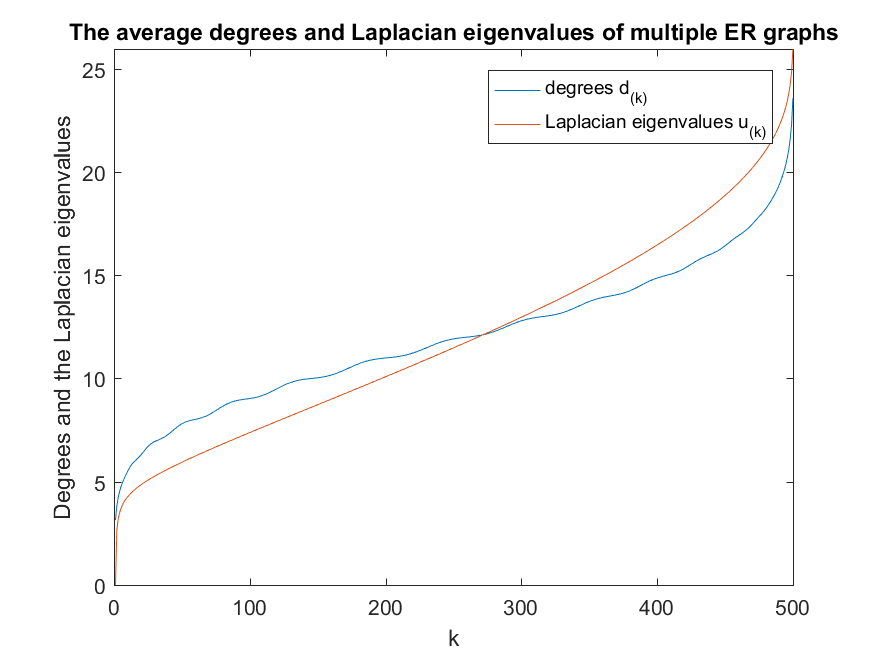 The average degrees and Laplacian eigenvalues of multiple ER graphs
degrees d(k)
Laplacian eigenvalues u(k)
Degrees and the Laplacian eigenvalues
25
20
15
10
5
0
0 100 200 300 400 500
k